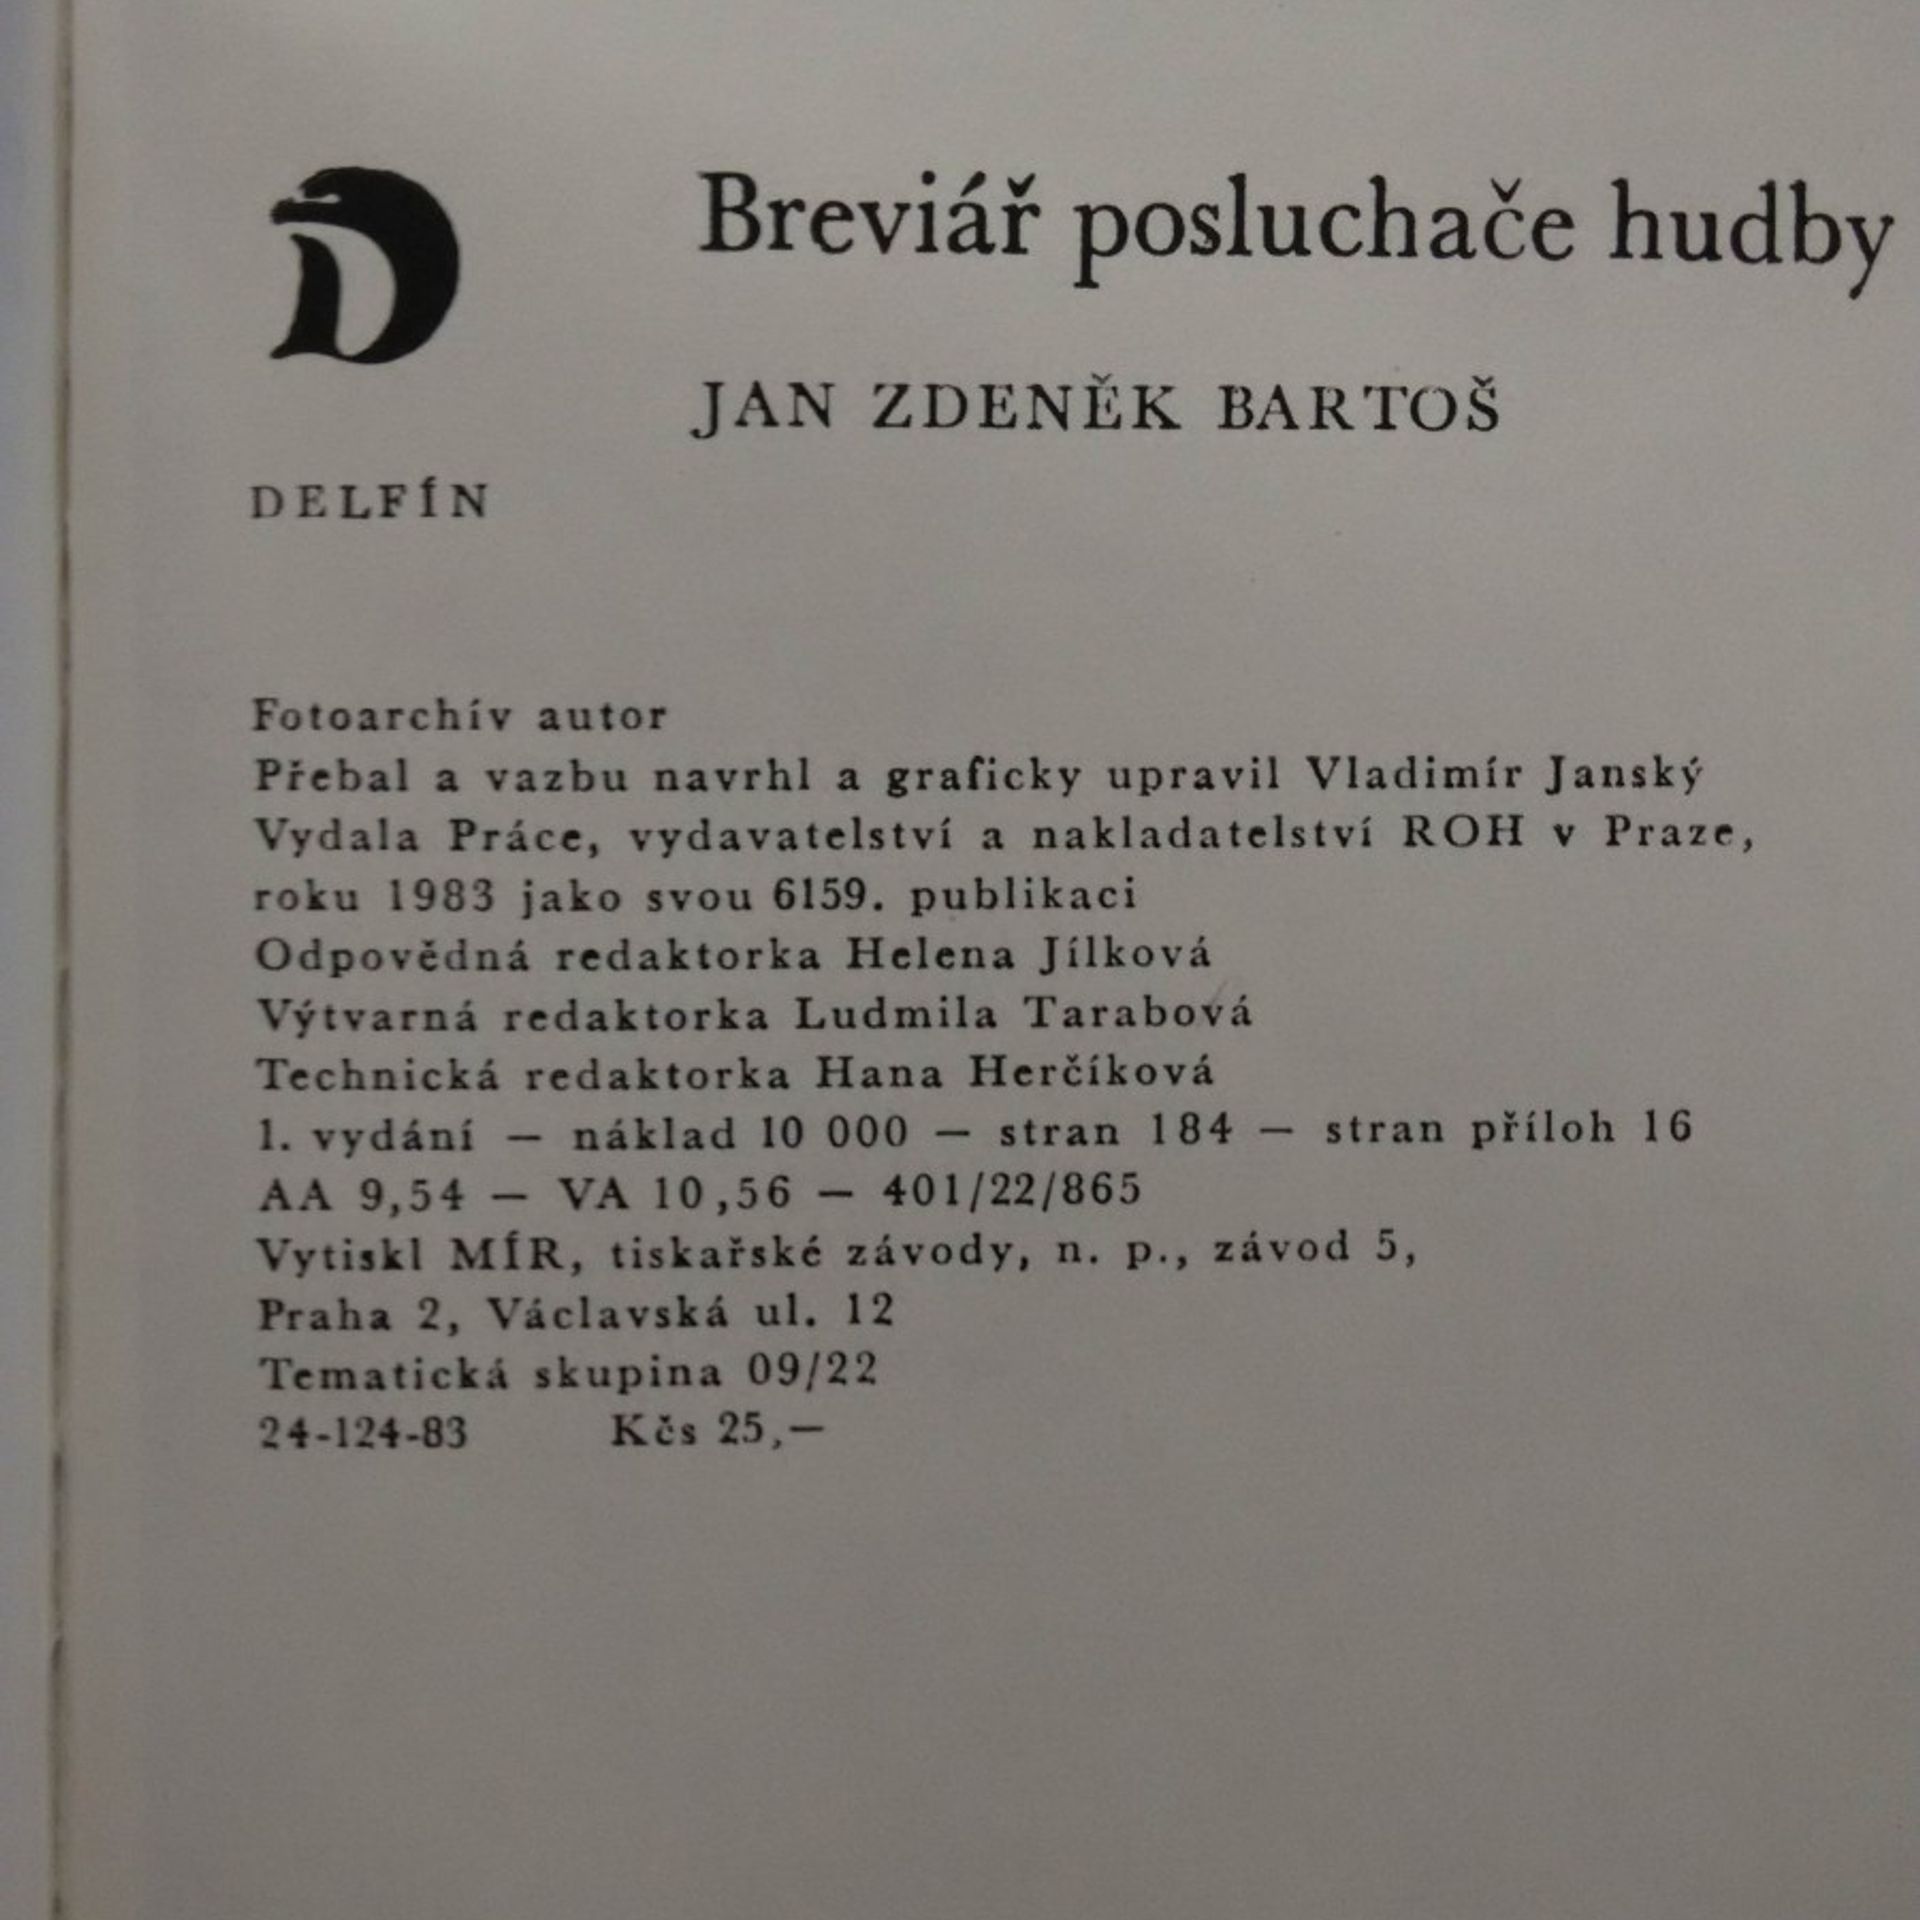 Breviář posluchače hudby
JAN ZDENĚK BARTOŠ
DELFÍN
Fotoarchív autor
Přebal a vazbu navrhl a graficky upravil Vladimír Janský
Vydala Práce, vydavatelství a nakladatelství ROH v Praze,
roku 1983 jako svou 6159. publikaci
Odpovědná redaktorka Helena Jílková
Výtvarná redaktorka Ludmila Tarabová
Technická redaktorka Hana Herčíková
1. vydání — náklad 10 000 — stran 184 — stran příloh 16
AA 9,54 — VA 10,56 — 401/22/865
Vytiskl MÍR, tiskařské závody, n. p., závod 5,
Praha 2, Václavská ul. 12
Tematická skupina 09/22
24-124-83 Kčs 25,—